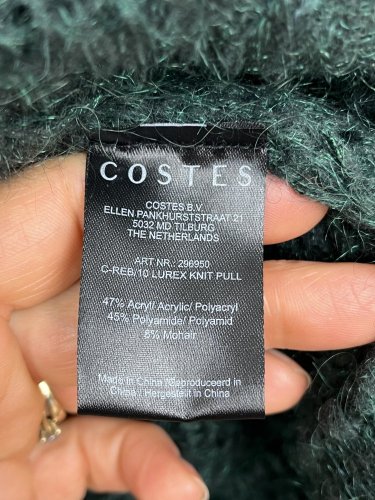 COSTES
COSTES B.V.
ELLEN PANKHURSTSTRAAT 21
5032 MD TILBURG
THE NETHERLANDS
ART NR.: 296950
C-REB/10 LUREX KNIT PULL
47% Acryl/ Acrylic/ Polyacryl
45% Polyamide/ Polyamid
8% Mohair
Made in China /Geproduceerd in
China / Hergestellt in China